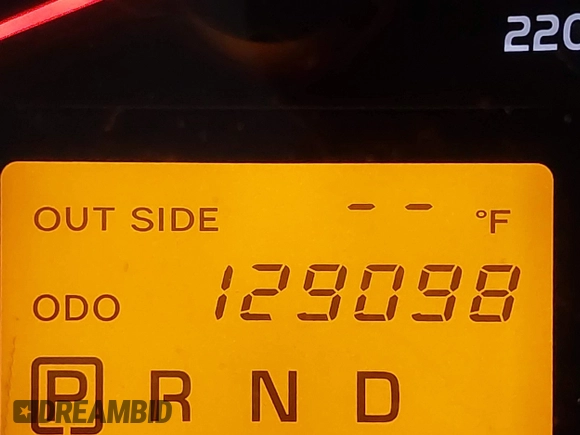 220
OUT SIDE -- °F
ODO 129098
P R N D
DREAMBID